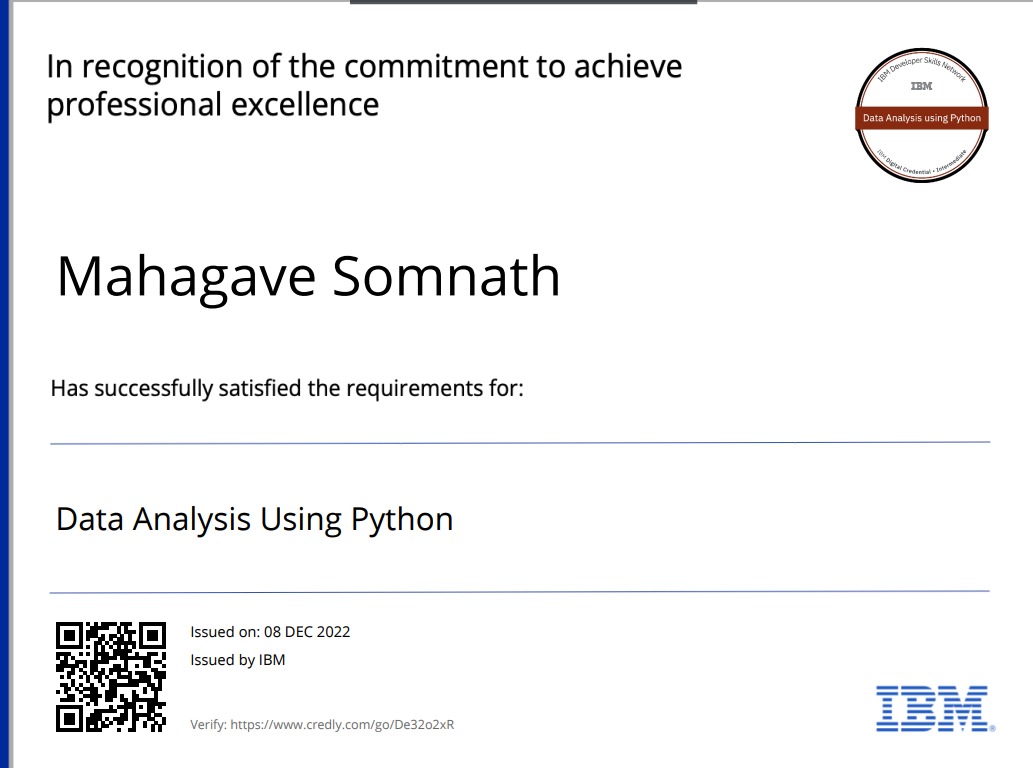 In recognition of the commitment to achieve
professional excellence
IBM Developer Skills Network
IBM
Data Analysis using Python
IBM Digital Credential • Intermediate
Mahagave Somnath
Has successfully satisfied the requirements for:
Data Analysis Using Python
Issued on: 08 DEC 2022
Issued by IBM
Verify: https://www.credly.com/go/De32o2xR
IBM®